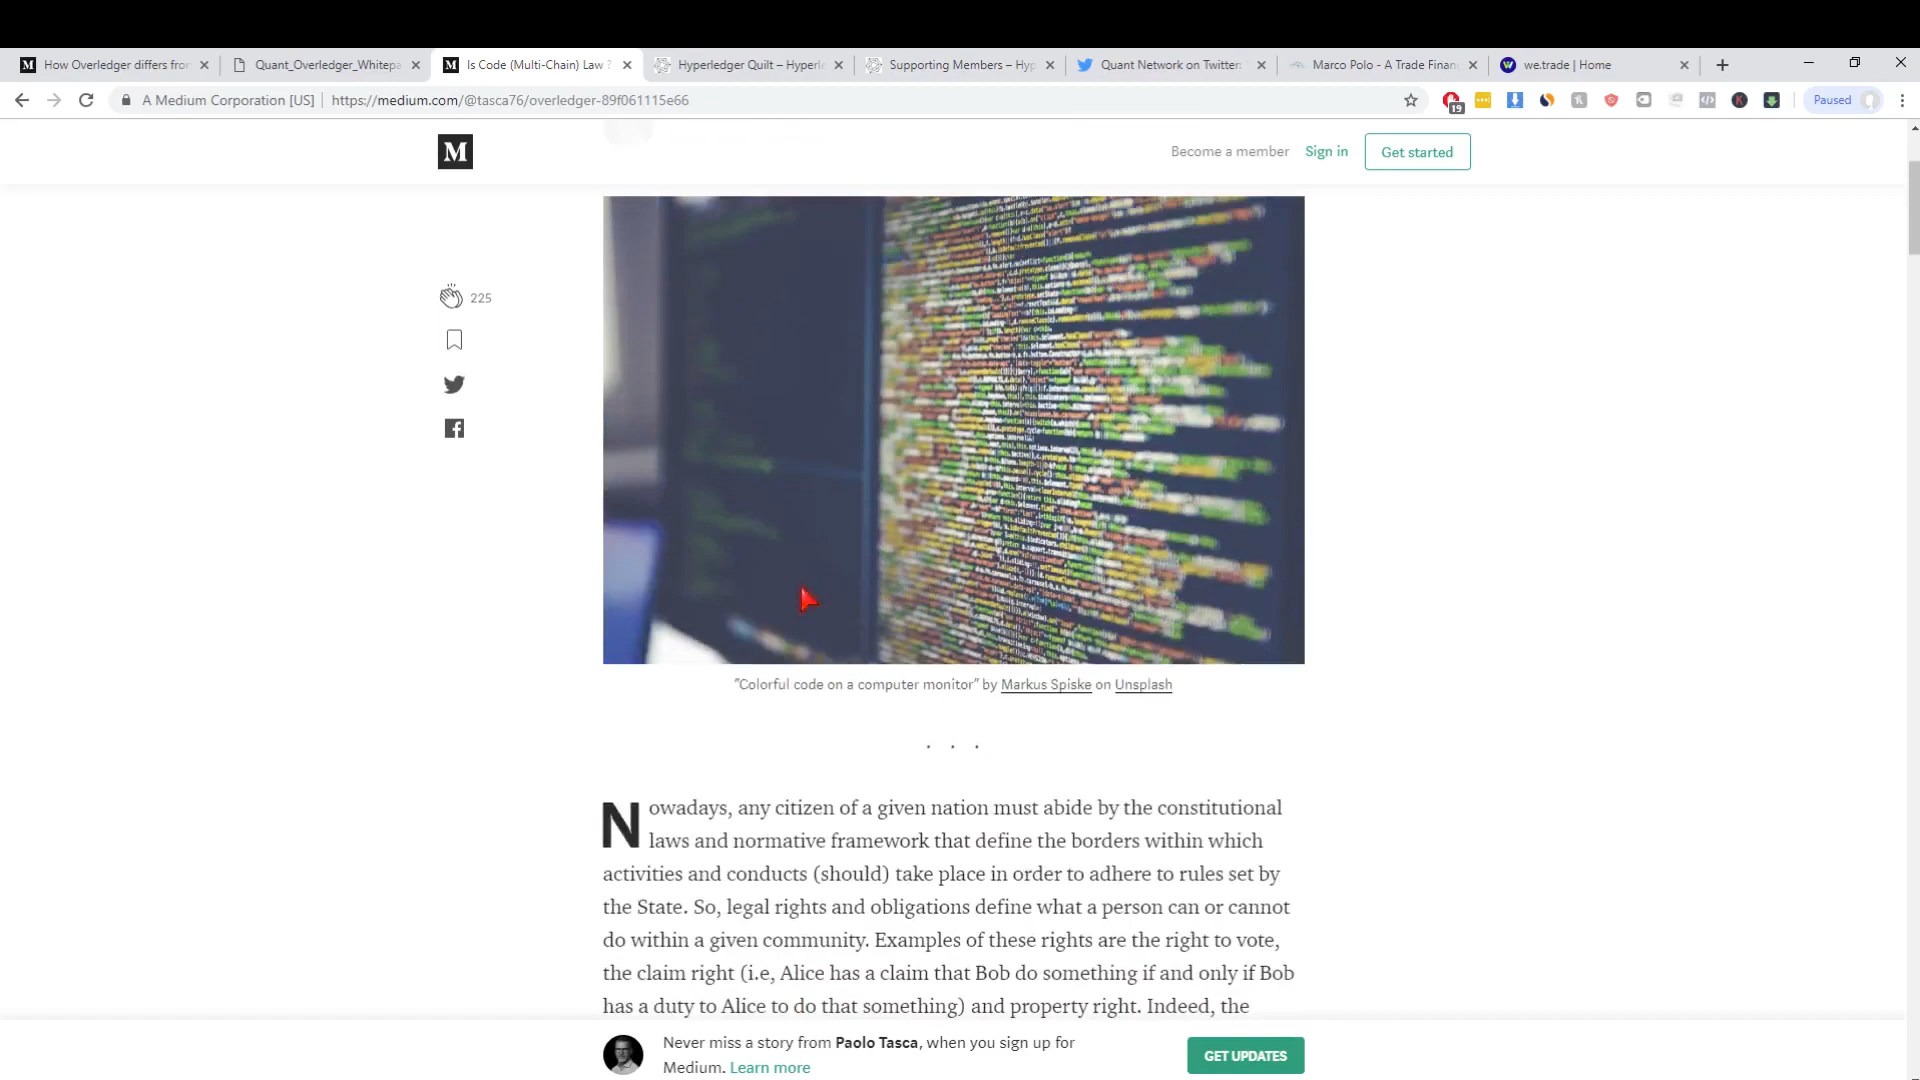 How Overledger differs fro
Quant_Overledger_Whitepa
Is Code (Multi-Chain) Law ?
Hyperledger Quilt – Hyperle
Supporting Members – Hyp
Quant Network on Twitter:
Marco Polo - A Trade Finan
we.trade | Home
A Medium Corporation [US]
https://medium.com/@tasca76/overledger-89f061115e66
19
Paused
M
Become a member
Sign in
Get started
225
"Colorful code on a computer monitor" by Markus Spiske on Unsplash
. . .
Nowadays, any citizen of a given nation must abide by the constitutional
laws and normative framework that define the borders within which
activities and conducts (should) take place in order to adhere to rules set by
the State. So, legal rights and obligations define what a person can or cannot
do within a given community. Examples of these rights are the right to vote,
the claim right (i.e, Alice has a claim that Bob do something if and only if Bob
has a duty to Alice to do that something) and property right. Indeed, the
Never miss a story from Paolo Tasca, when you sign up for
Medium. Learn more
GET UPDATES